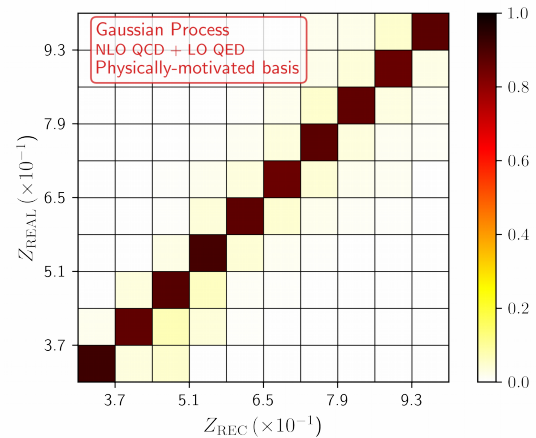 Gaussian Process
NLO QCD + LO QED
Physically-motivated basis
9.3
7.9
6.5
5.1
3.7
Z_REAL (×10⁻¹)
3.7 5.1 6.5 7.9 9.3
Z_REC (×10⁻¹)
1.0
0.8
0.6
0.4
0.2
0.0